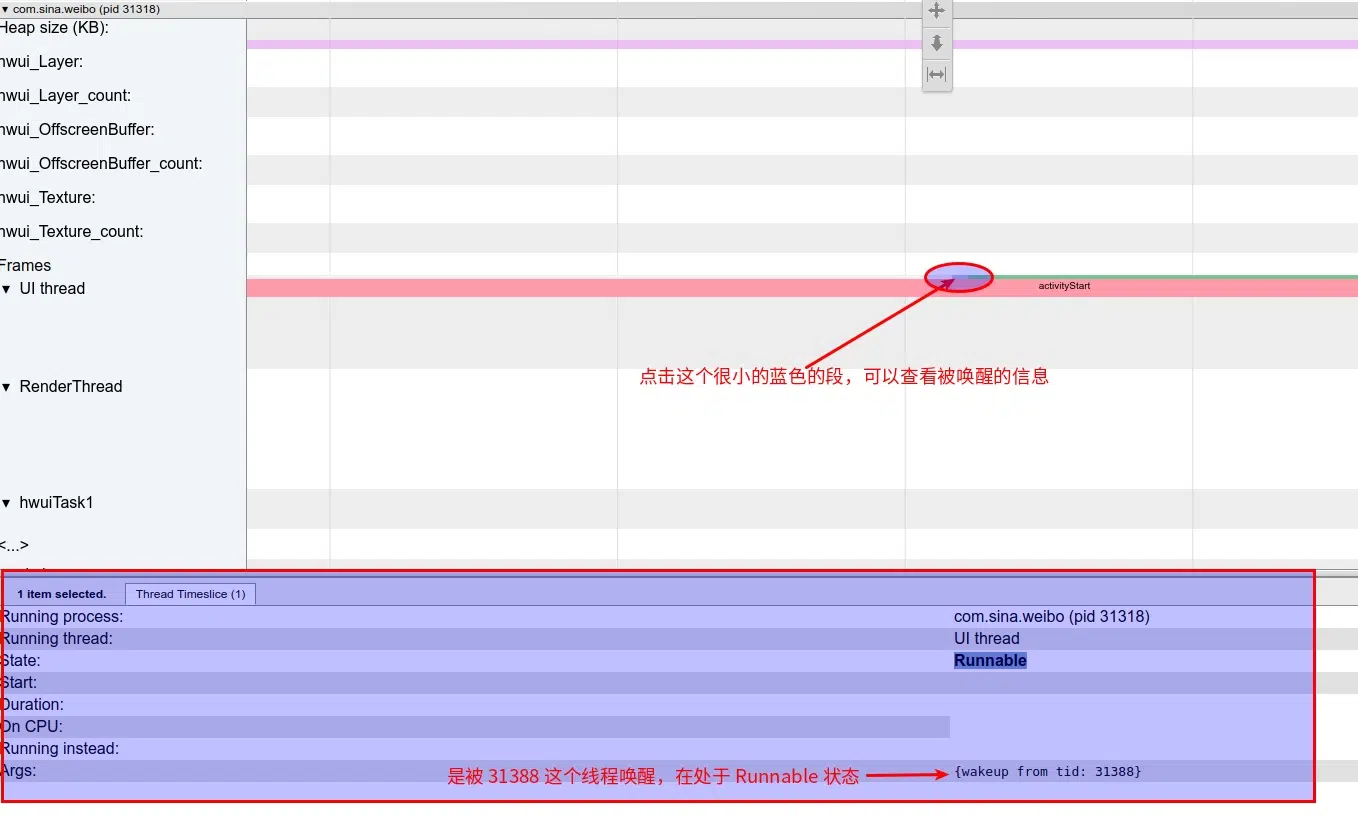 ▼ com.sina.weibo (pid 31318)
Heap size (KB):
hwui_Layer:
hwui_Layer_count:
hwui_OffscreenBuffer:
hwui_OffscreenBuffer_count:
hwui_Texture:
hwui_Texture_count:
Frames
▼ UI thread
activityStart
点击这个很小的蓝色的段，可以查看被唤醒的信息
▼ RenderThread
▼ hwuiTask1
<...>
1 item selected. Thread Timeslice (1)
Running process: com.sina.weibo (pid 31318)
Running thread: UI thread
State: Runnable
Start:
Duration:
On CPU:
Running instead:
Args: 是被 31388 这个线程唤醒，在处于 Runnable 状态 {wakeup from tid: 31388}